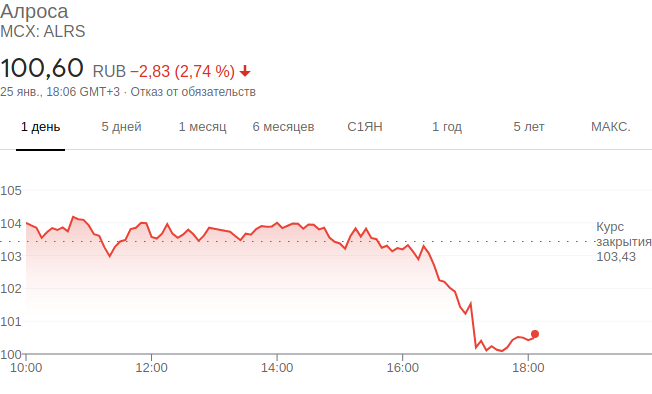 Алроса
MCX: ALRS
100,60 RUB −2,83 (2,74 %)
25 янв., 18:06 GMT+3 · Отказ от обязательств
1 день 5 дней 1 месяц 6 месяцев С1ЯН 1 год 5 лет МАКС.
105
104
Курс
закрытия
103,43
103
102
101
100
10:00 12:00 14:00 16:00 18:00